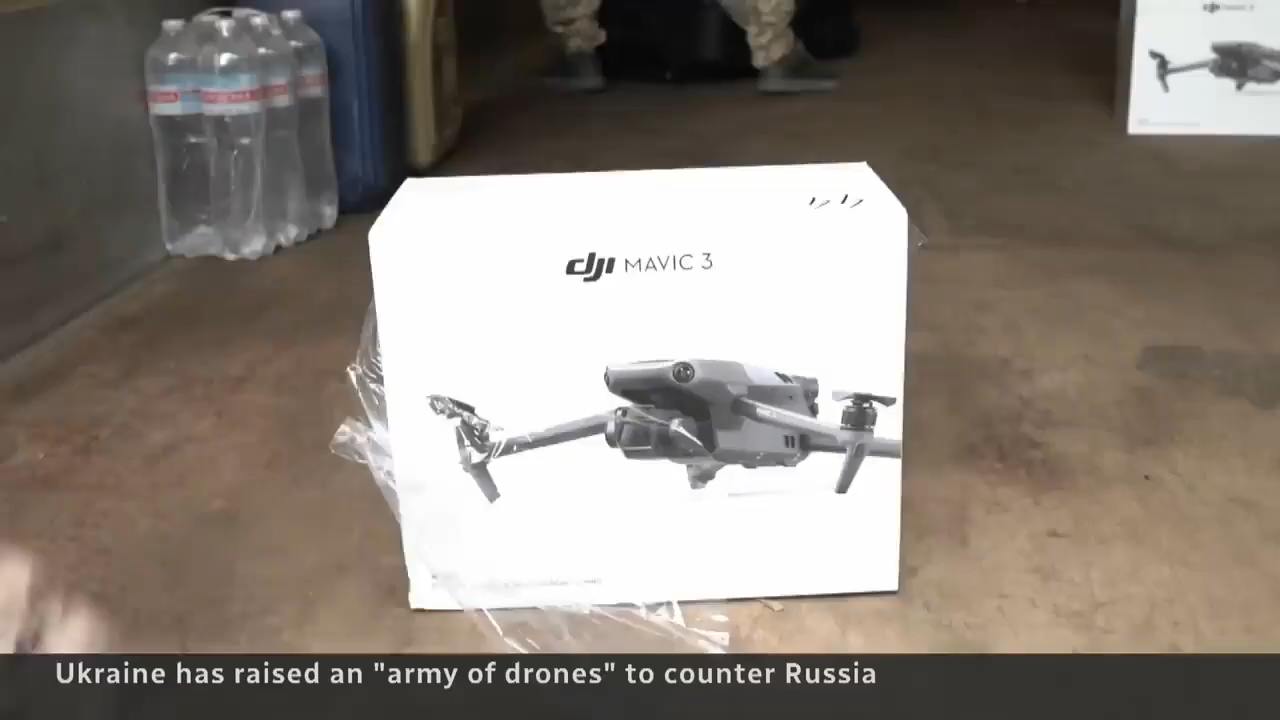 dji MAVIC 3
Ukraine has raised an "army of drones" to counter Russia